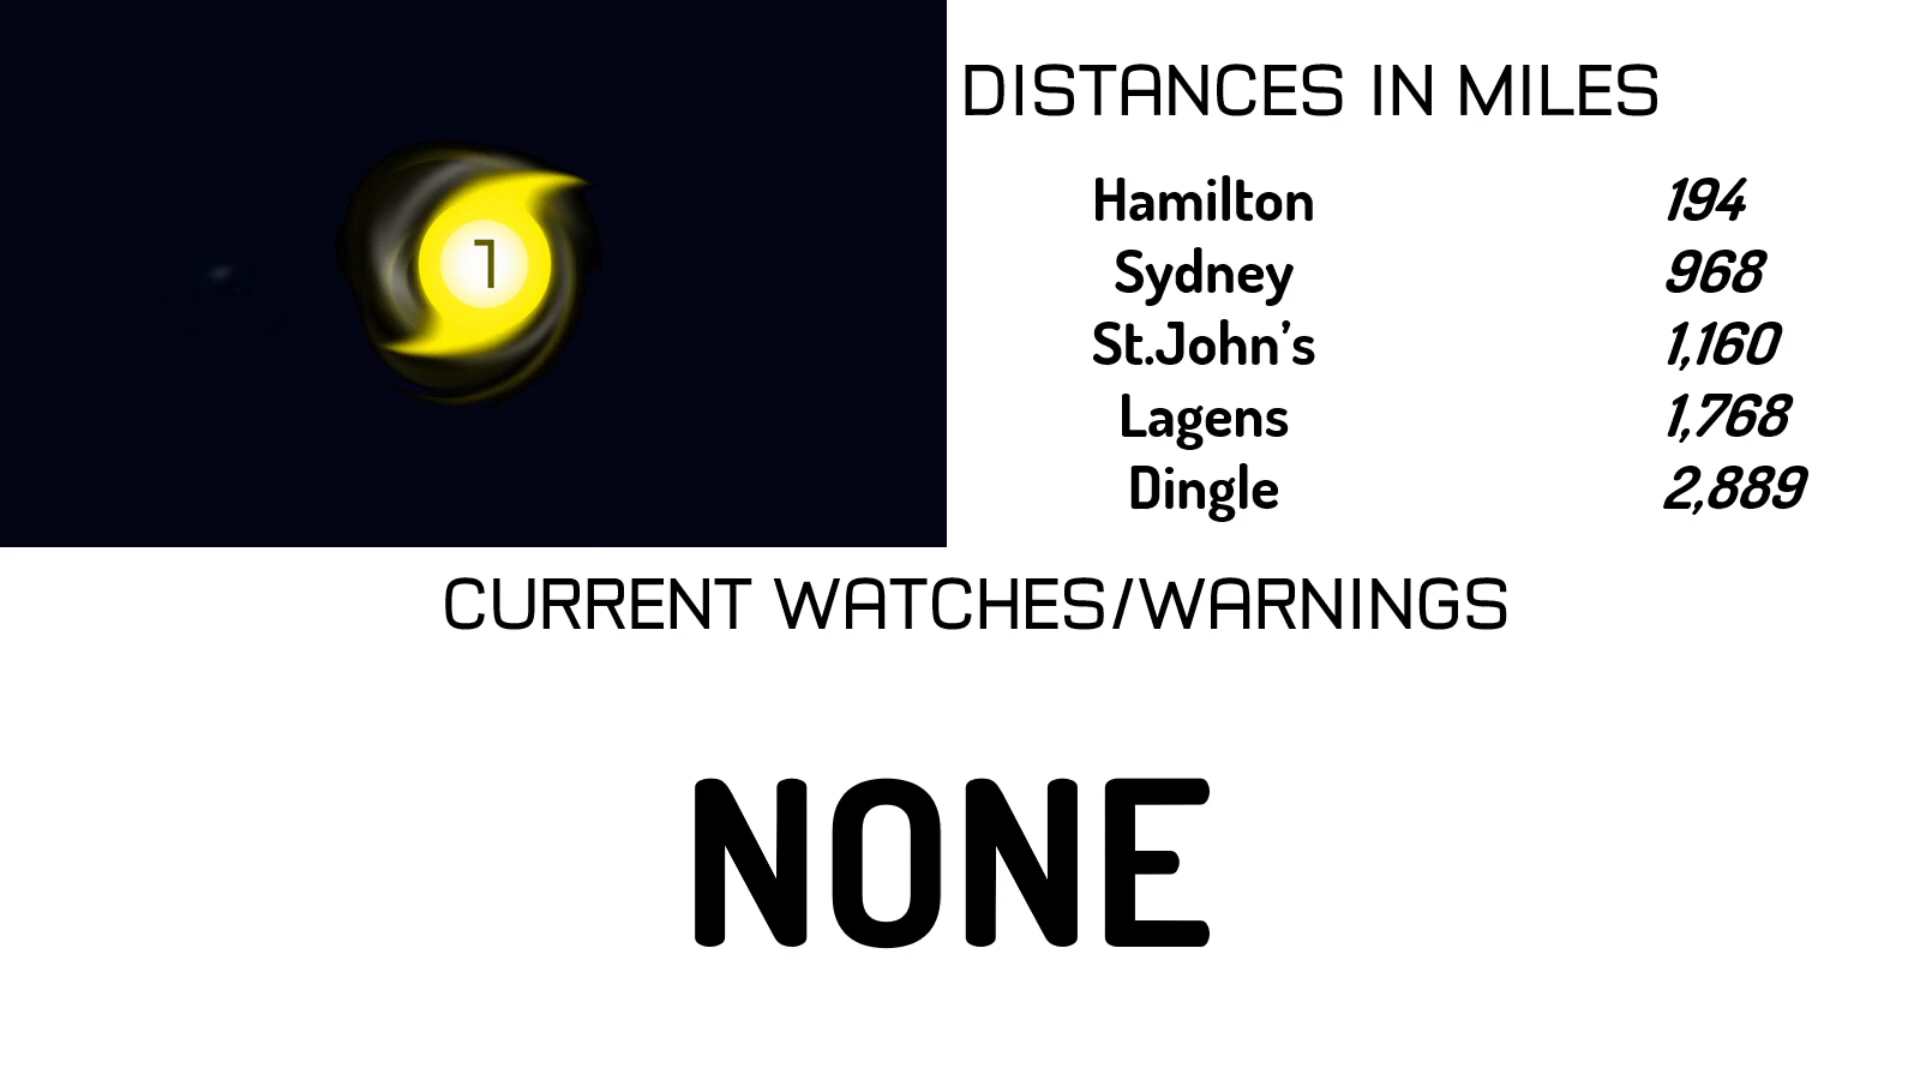 1
DISTANCES IN MILES
Hamilton 194
Sydney 968
St.John's 1,160
Lagens 1,768
Dingle 2,889
CURRENT WATCHES/WARNINGS
NONE